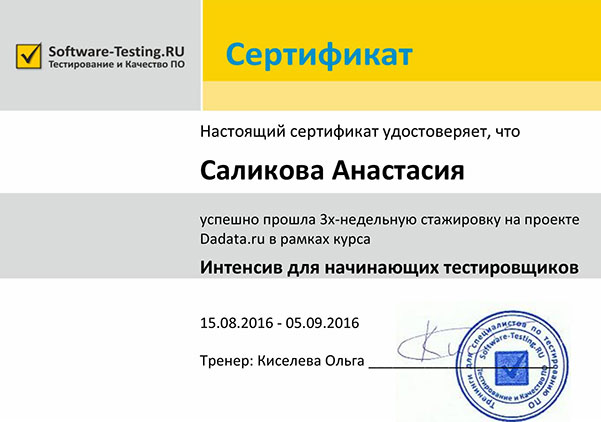 Software-Testing.RU
Тестирование и Качество ПО
Сертификат
Настоящий сертификат удостоверяет, что
Саликова Анастасия
успешно прошла 3х-недельную стажировку на проекте
Dadata.ru в рамках курса
Интенсив для начинающих тестировщиков
15.08.2016 - 05.09.2016
Тренер: Киселева Ольга
Тренинги для специалистов по тестированию ПО
Software-Testing.RU
Тестирование и Качество ПО